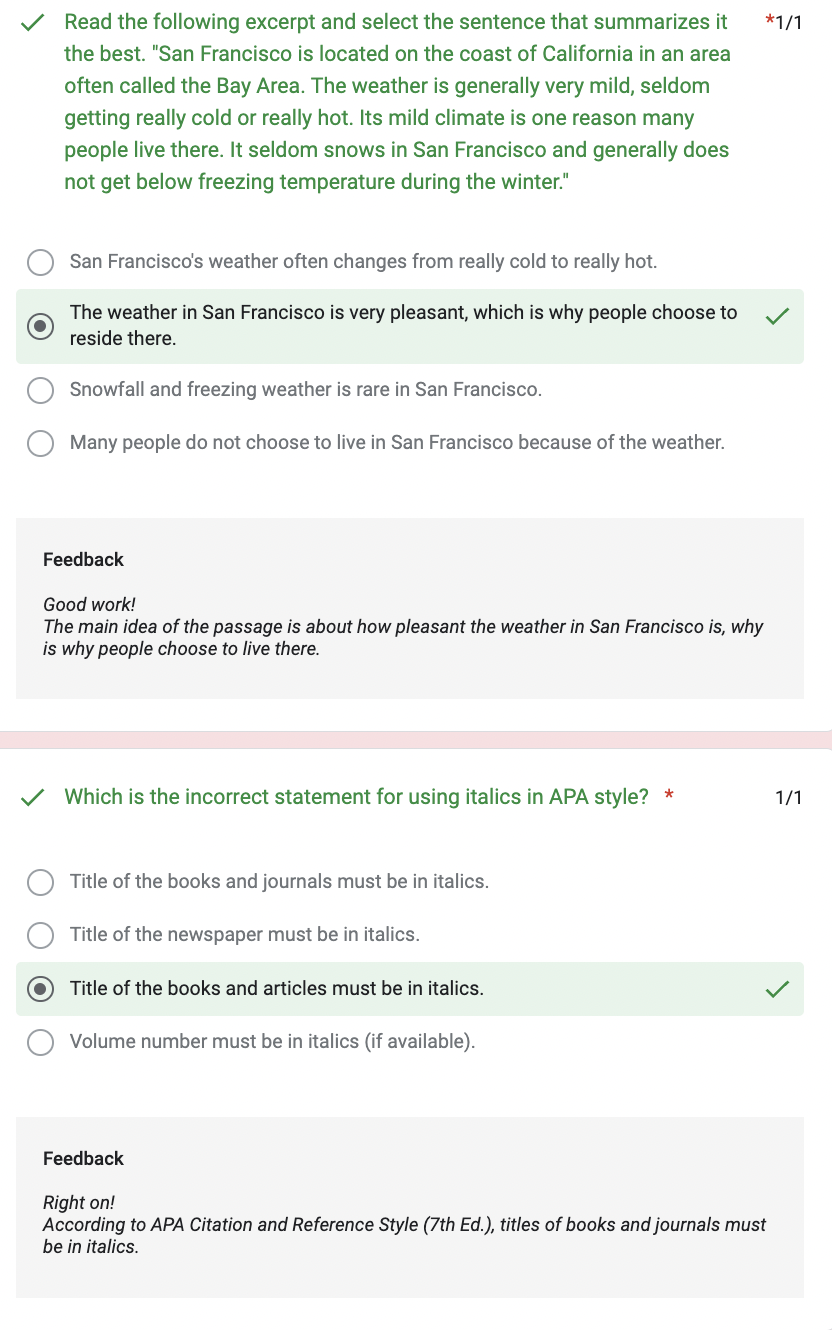 Read the following excerpt and select the sentence that summarizes it *1/1
the best. "San Francisco is located on the coast of California in an area
often called the Bay Area. The weather is generally very mild, seldom
getting really cold or really hot. Its mild climate is one reason many
people live there. It seldom snows in San Francisco and generally does
not get below freezing temperature during the winter."
San Francisco's weather often changes from really cold to really hot.
The weather in San Francisco is very pleasant, which is why people choose to
reside there.
Snowfall and freezing weather is rare in San Francisco.
Many people do not choose to live in San Francisco because of the weather.
Feedback
Good work!
The main idea of the passage is about how pleasant the weather in San Francisco is, why
is why people choose to live there.
Which is the incorrect statement for using italics in APA style? * 1/1
Title of the books and journals must be in italics.
Title of the newspaper must be in italics.
Title of the books and articles must be in italics.
Volume number must be in italics (if available).
Feedback
Right on!
According to APA Citation and Reference Style (7th Ed.), titles of books and journals must
be in italics.